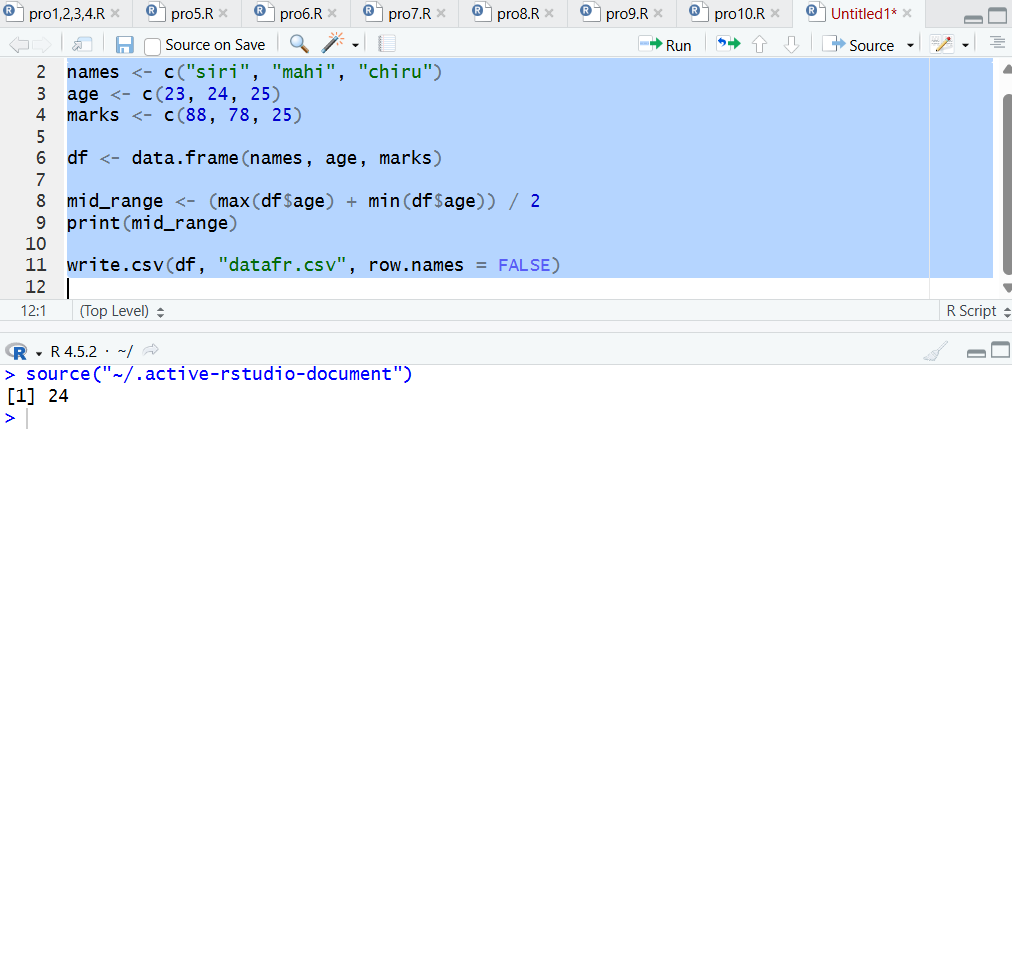 pro1,2,3,4.R pro5.R pro6.R pro7.R pro8.R pro9.R pro10.R Untitled1*
Source on Save Run Source
2 names <- c("siri", "mahi", "chiru")
3 age <- c(23, 24, 25)
4 marks <- c(88, 78, 25)
5
6 df <- data.frame(names, age, marks)
7
8 mid_range <- (max(df$age) + min(df$age)) / 2
9 print(mid_range)
10
11 write.csv(df, "datafr.csv", row.names = FALSE)
12
12:1 (Top Level) R Script
R 4.5.2 · ~/
> source("~/.active-rstudio-document")
[1] 24
>